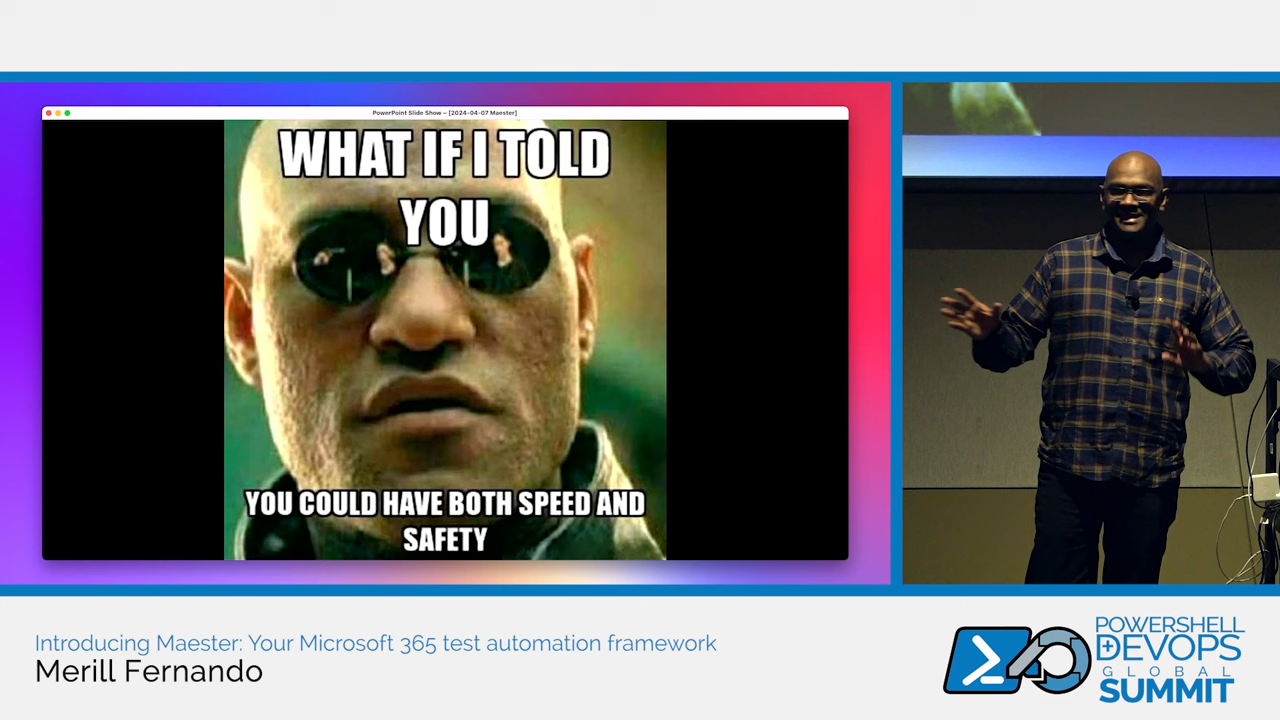 PowerPoint Slide Show – [2024-04-07 Maester]
WHAT IF I TOLD
YOU
YOU COULD HAVE BOTH SPEED AND
SAFETY
Introducing Maester: Your Microsoft 365 test automation framework
Merill Fernando
POWERSHELL
DEVOPS
GLOBAL
SUMMIT